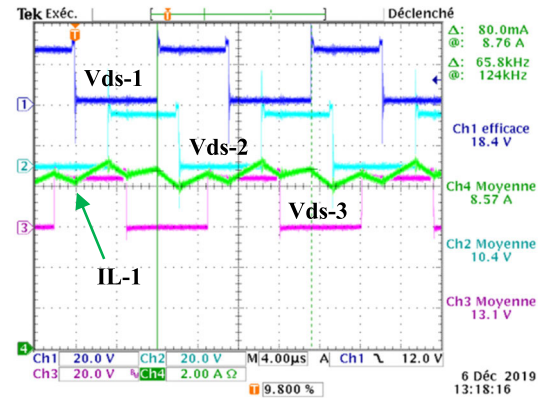 Tek Exéc. Déclenché
Δ: 80.0mA
@: 8.76 A
Δ: 65.8kHz
@: 124kHz
Vds-1
1
Ch1 efficace
18.4 V
Vds-2
2
Ch4 Moyenne
8.57 A
Vds-3
3
Ch2 Moyenne
10.4 V
IL-1
Ch3 Moyenne
13.1 V
4
Ch1 20.0 V Ch2 20.0 V M 4.00µs A Ch1 12.0 V
Ch3 20.0 V Ch4 2.00 A Ω
T 9.800 %
6 Déc 2019
13:18:16